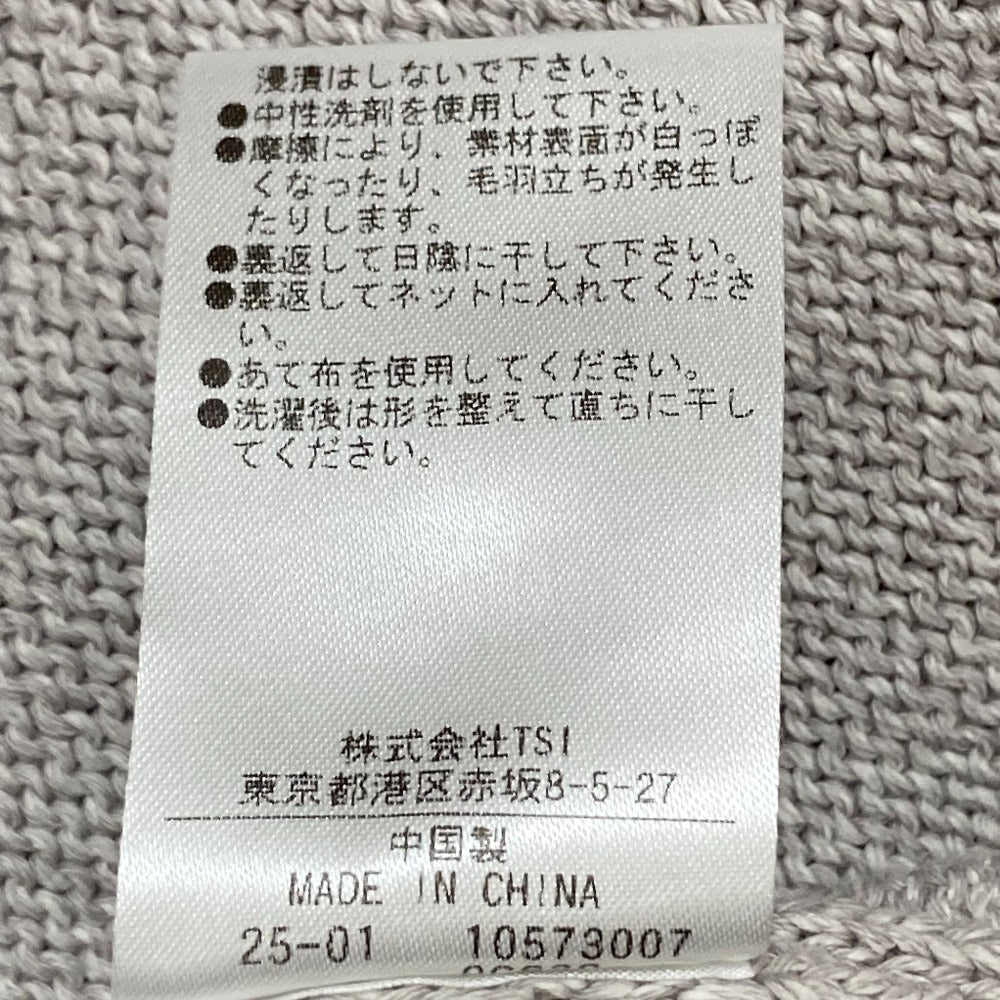 浸漬はしないで下さい。
●中性洗剤を使用して下さい。
●摩擦により、素材表面が白っぽ
くなったり、毛羽立ちが発生し
たりします。
●裏返して日陰に干して下さい。
●裏返してネットに入れてくださ
い。
●あて布を使用してください。
●洗濯後は形を整えて直ちに干し
てください。
株式会社TSI
東京都港区赤坂8-5-27
中国製
MADE IN CHINA
25-01 10573007